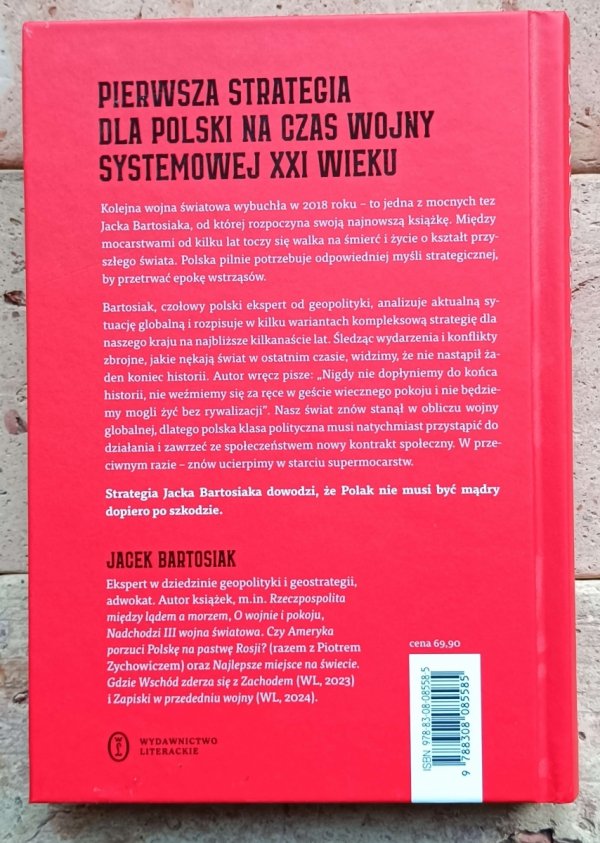 PIERWSZA STRATEGIA
DLA POLSKI NA CZAS WOJNY
SYSTEMOWEJ XXI WIEKU
Kolejna wojna światowa wybuchła w 2018 roku – to jedna z mocnych tez
Jacka Bartosiaka, od której rozpoczyna swoją najnowszą książkę. Między
mocarstwami od kilku lat toczy się walka na śmierć i życie o kształt przy-
szłego świata. Polska pilnie potrzebuje odpowiedniej myśli strategicznej,
by przetrwać epokę wstrząsów.
Bartosiak, czołowy polski ekspert od geopolityki, analizuje aktualną sy-
tuację globalną i rozpisuje w kilku wariantach kompleksową strategię dla
naszego kraju na najbliższe kilkanaście lat. Śledząc wydarzenia i konflikty
zbrojne, jakie nękają świat w ostatnim czasie, widzimy, że nie nastąpił ża-
den koniec historii. Autor wręcz pisze: „Nigdy nie dopłyniemy do końca
historii, nie weźmiemy się za ręce w geście wiecznego pokoju i nie będzie-
my mogli żyć bez rywalizacji”. Nasz świat znów stanął w obliczu wojny
globalnej, dlatego polska klasa polityczna musi natychmiast przystąpić do
działania i zawrzeć ze społeczeństwem nowy kontrakt społeczny. W prze-
ciwnym razie – znów ucierpimy w starciu supermocarstw.
Strategia Jacka Bartosiaka dowodzi, że Polak nie musi być mądry
dopiero po szkodzie.
JACEK BARTOSIAK
Ekspert w dziedzinie geopolityki i geostrategii,
adwokat. Autor książek, m.in. Rzeczpospolita
między lądem a morzem, O wojnie i pokoju,
Nadchodzi III wojna światowa. Czy Ameryka
porzuci Polskę na pastwę Rosji? (razem z Piotrem
Zychowiczem) oraz Najlepsze miejsce na świecie.
Gdzie Wschód zderza się z Zachodem (WL, 2023)
i Zapiski w przededniu wojny (WL, 2024).
WYDAWNICTWO
LITERACKIE
cena 69,90
ISBN 978-83-08-08558-5
9 788308 085585